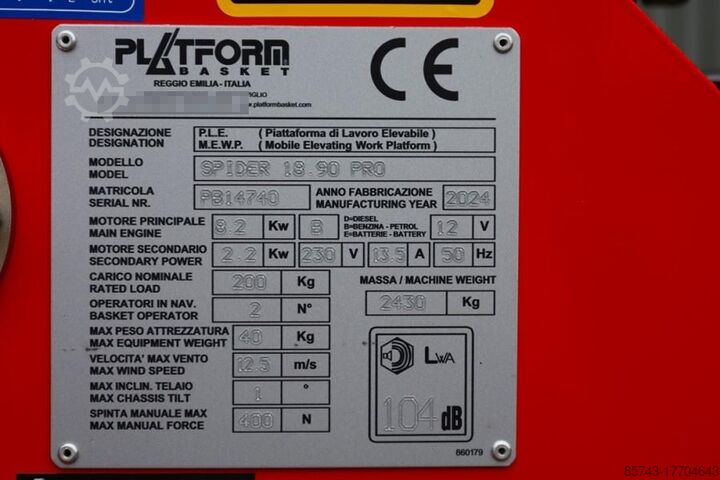 PLATFORM
BASKET
REGGIO EMILIA - ITALIA
.platformbasket.com
DESIGNAZIONE
DESIGNATION
P.L.E. ( Piattaforma di Lavoro Elevabile )
M.E.W.P. ( Mobile Elevating Work Platform )
MODELLO
MODEL
SPIDER 18.90 PRO
MATRICOLA
SERIAL NR.
PB14740
ANNO FABBRICAZIONE
MANUFACTURING YEAR
2024
MOTORE PRINCIPALE
MAIN ENGINE
8.2 Kw B
D=DIESEL
B=BENZINA - PETROL
E=BATTERIE - BATTERY
12 V
MOTORE SECONDARIO
SECONDARY POWER
2.2 Kw 230 V 13.5 A 50 Hz
CARICO NOMINALE
RATED LOAD
200 Kg
MASSA / MACHINE WEIGHT
2430 Kg
OPERATORI IN NAV.
BASKET OPERATOR
2 N°
MAX PESO ATTREZZATURA
MAX EQUIPMENT WEIGHT
40 Kg
VELOCITA' MAX VENTO
MAX WIND SPEED
12.5 m/s
MAX INCLIN. TELAIO
MAX CHASSIS TILT
1 °
SPINTA MANUALE MAX
MAX MANUAL FORCE
400 N
LWA
104 dB
860179
85743-17704642